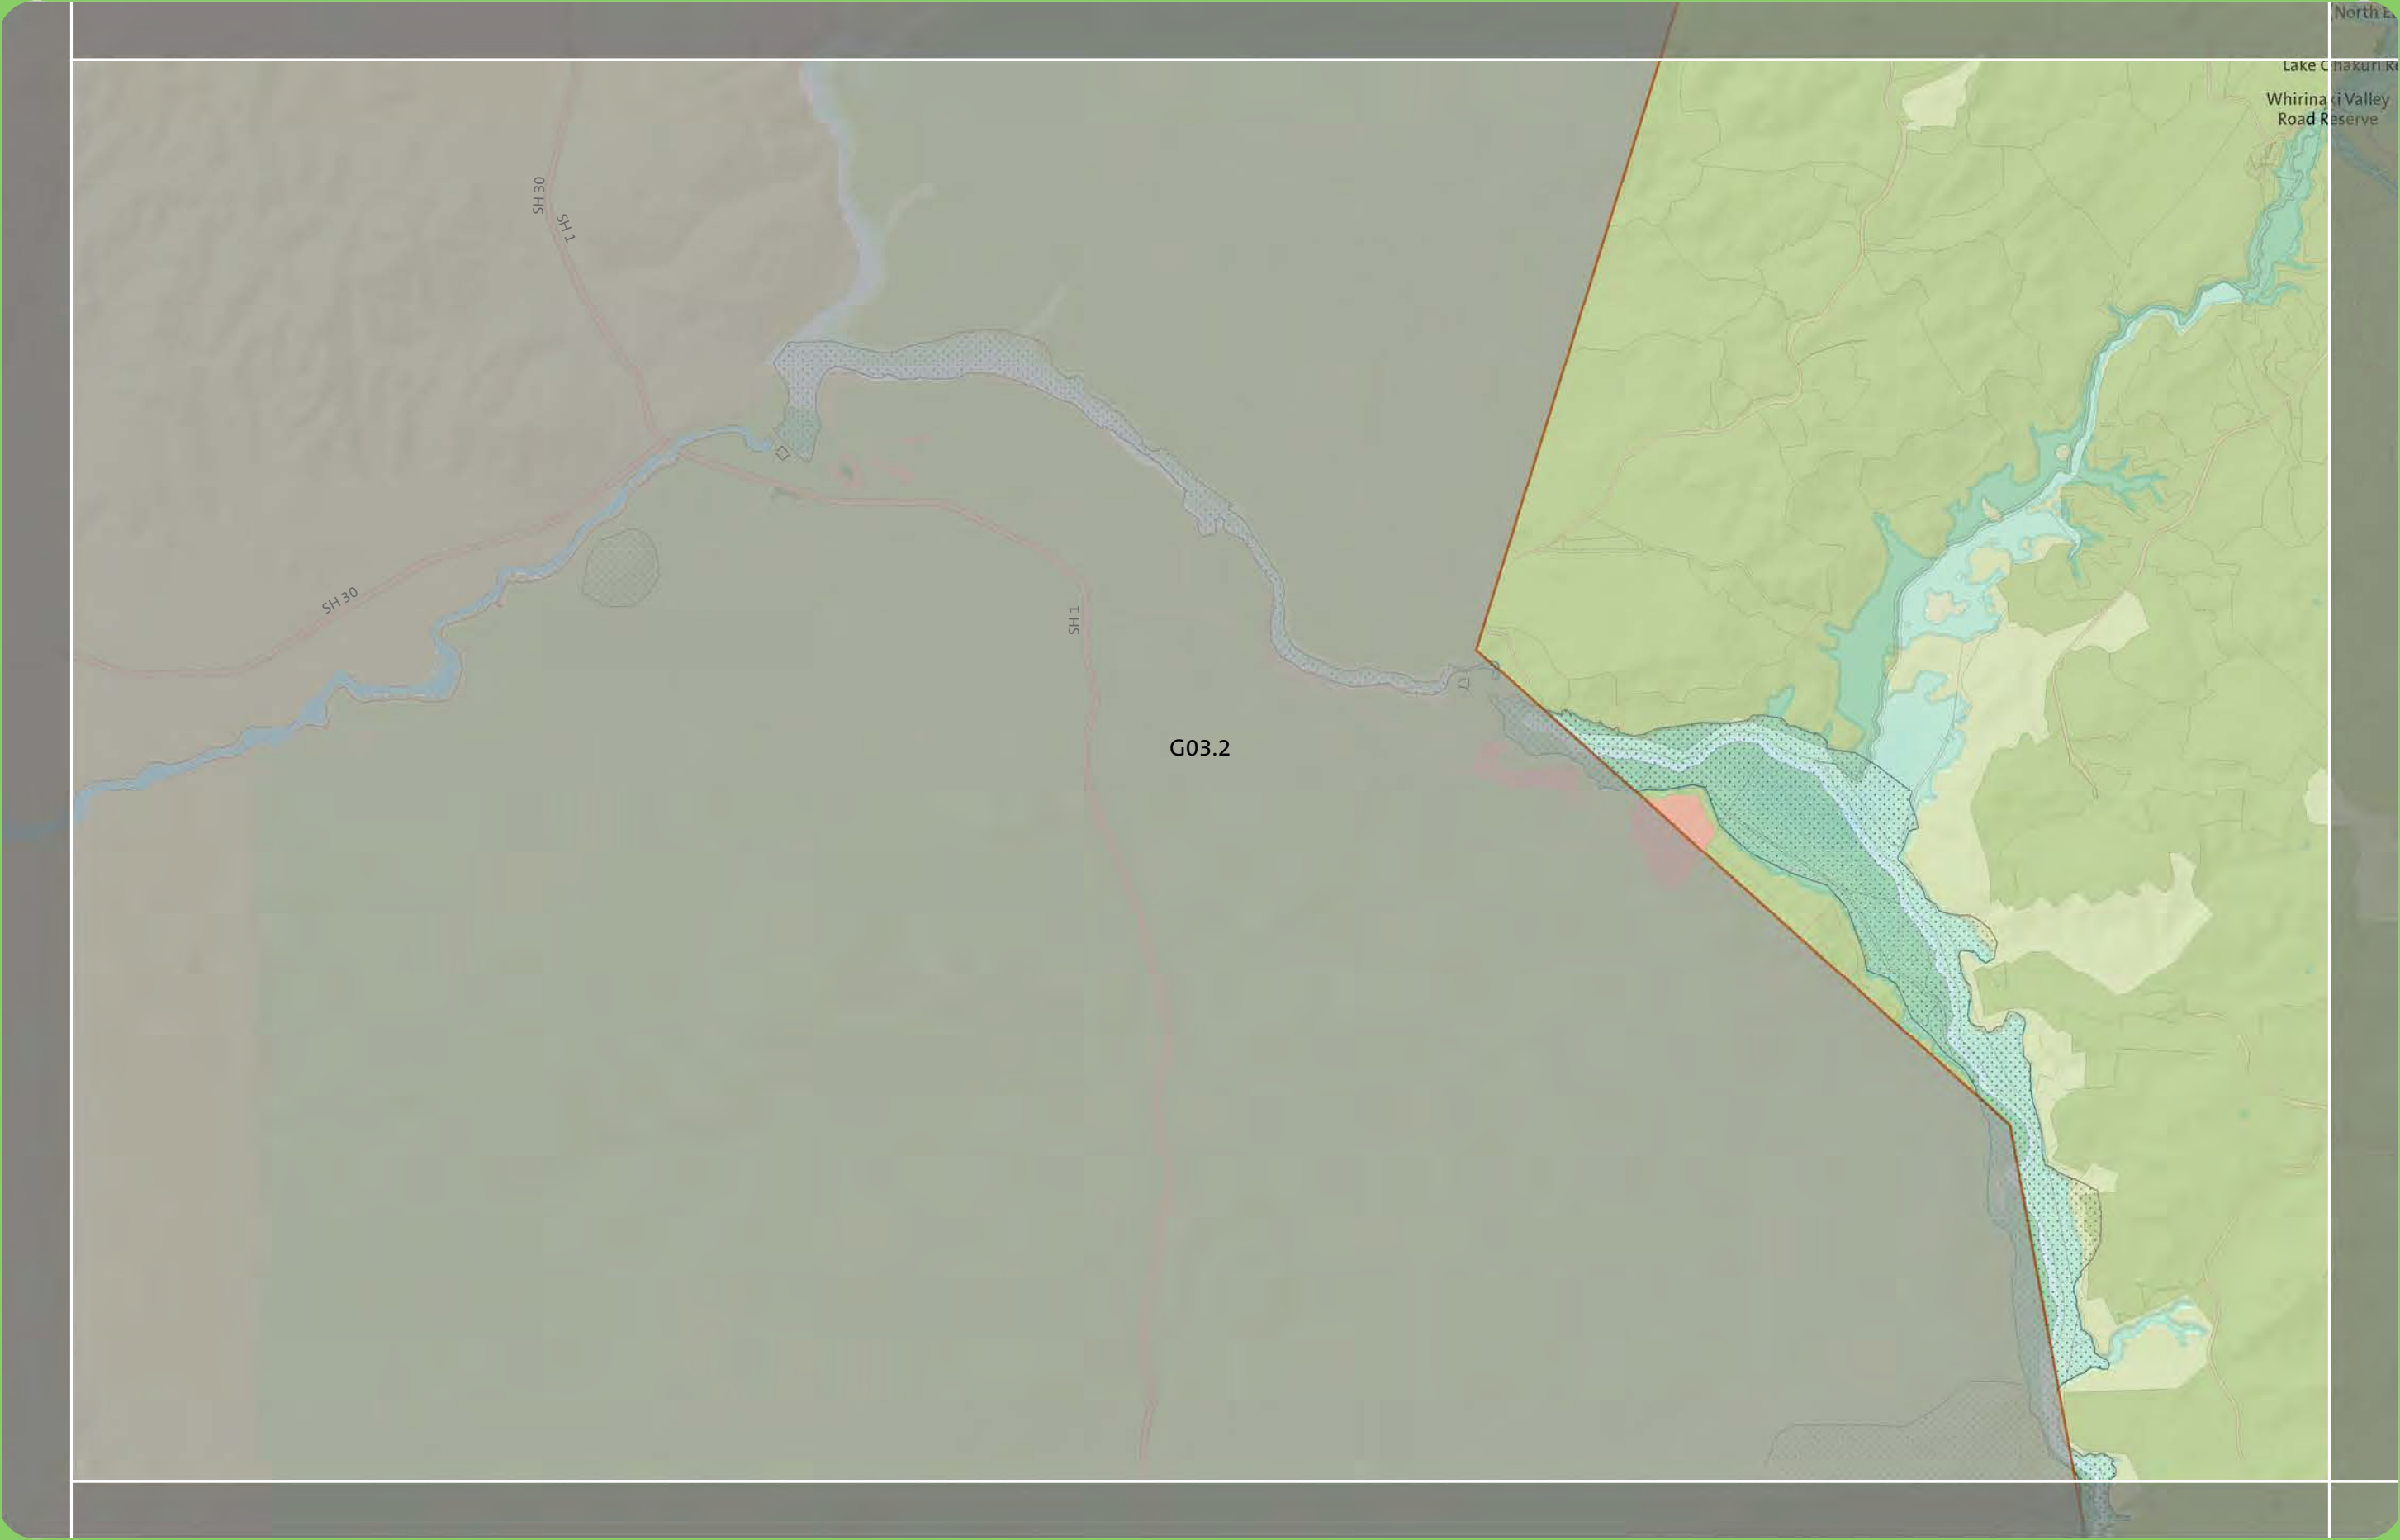 North E
Lake Ohakuri R
Whirinaki Valley
Road Reserve
SH 30
SH 1
SH 30
SH 1
G03.2